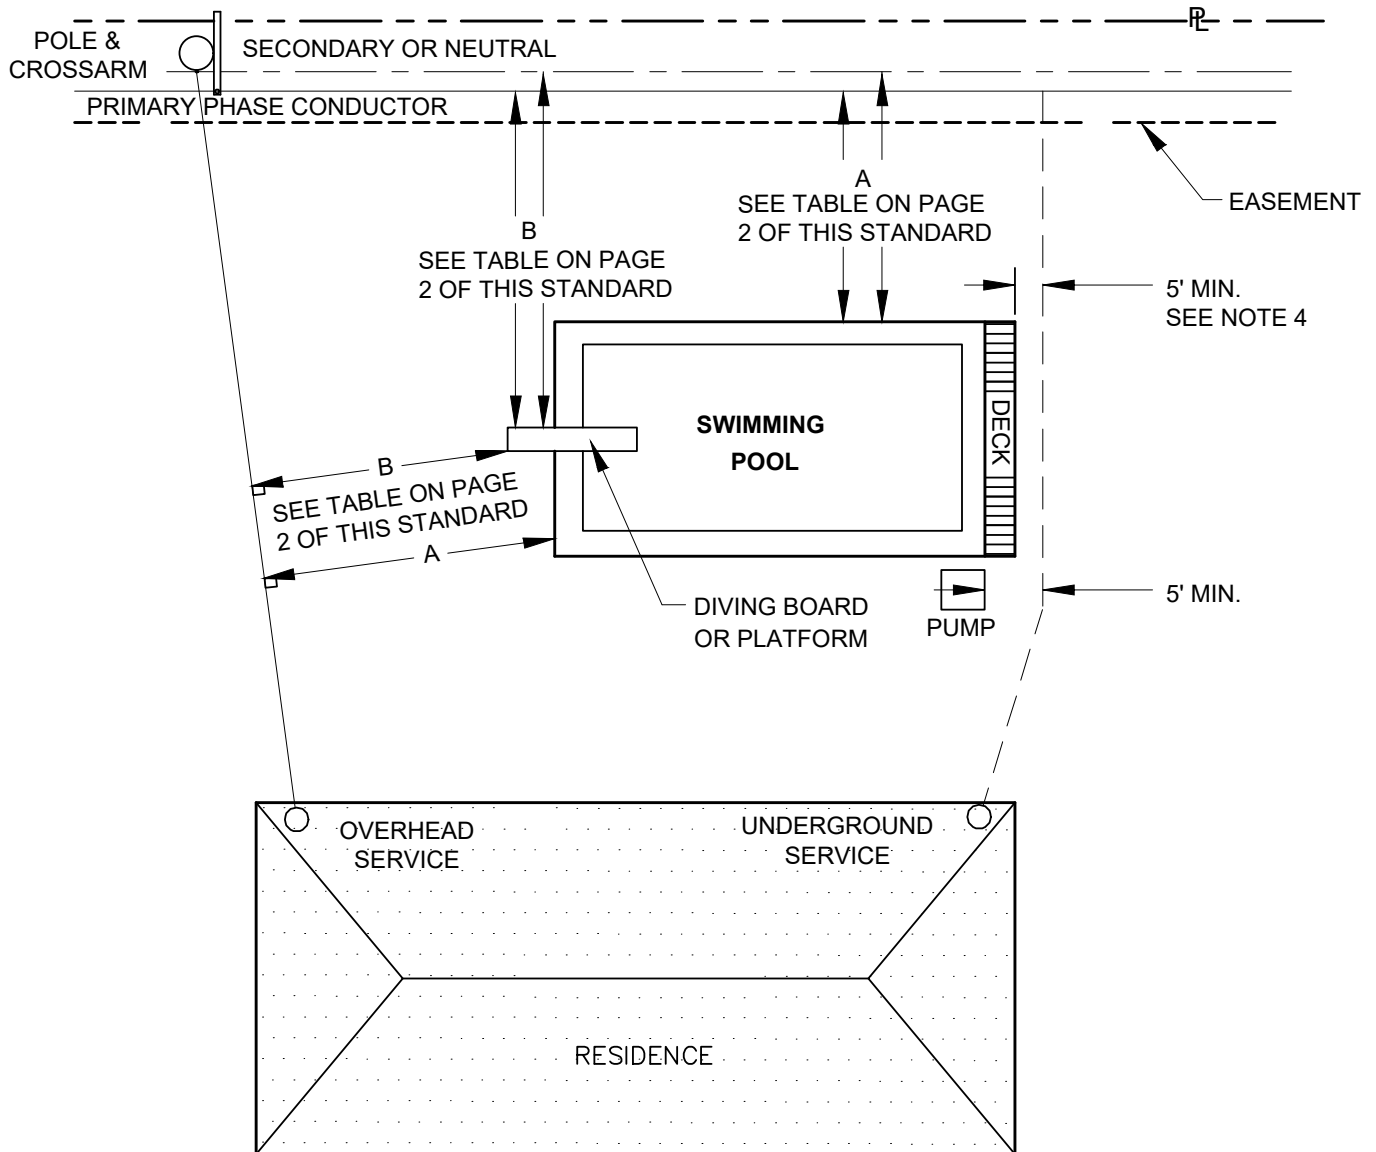 PL
POLE &
CROSSARM
SECONDARY OR NEUTRAL
PRIMARY PHASE CONDUCTOR
EASEMENT
A
SEE TABLE ON PAGE
2 OF THIS STANDARD
B
SEE TABLE ON PAGE
2 OF THIS STANDARD
5' MIN.
SEE NOTE 4
SWIMMING
POOL
DECK
B
SEE TABLE ON PAGE
2 OF THIS STANDARD
A
DIVING BOARD
OR PLATFORM
PUMP
5' MIN.
OVERHEAD
SERVICE
UNDERGROUND
SERVICE
RESIDENCE